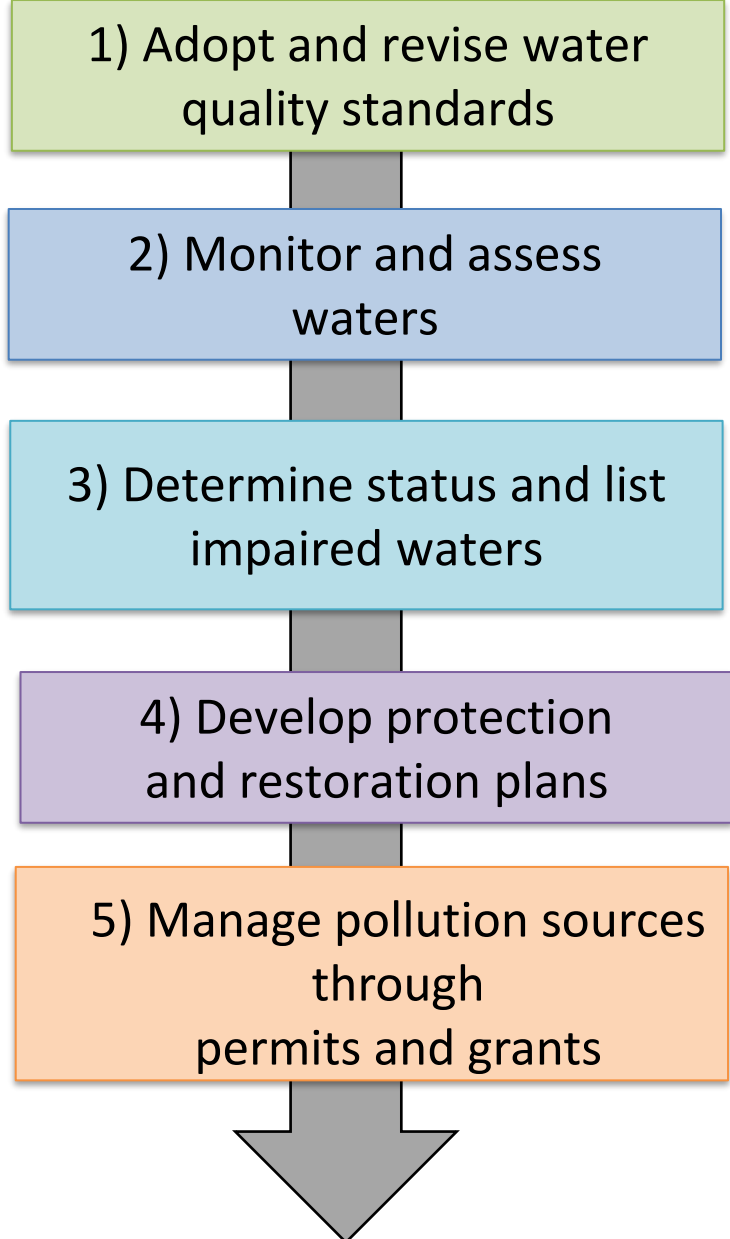 1) Adopt and revise water
quality standards
2) Monitor and assess
waters
3) Determine status and list
impaired waters
4) Develop protection
and restoration plans
5) Manage pollution sources
through
permits and grants